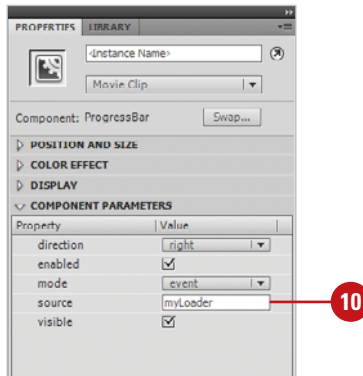 PROPERTIES LIBRARY
<Instance Name>
Movie Clip
Component: ProgressBar Swap...
POSITION AND SIZE
COLOR EFFECT
DISPLAY
COMPONENT PARAMETERS
Property Value
direction right
enabled
mode event
source myLoader
10
visible